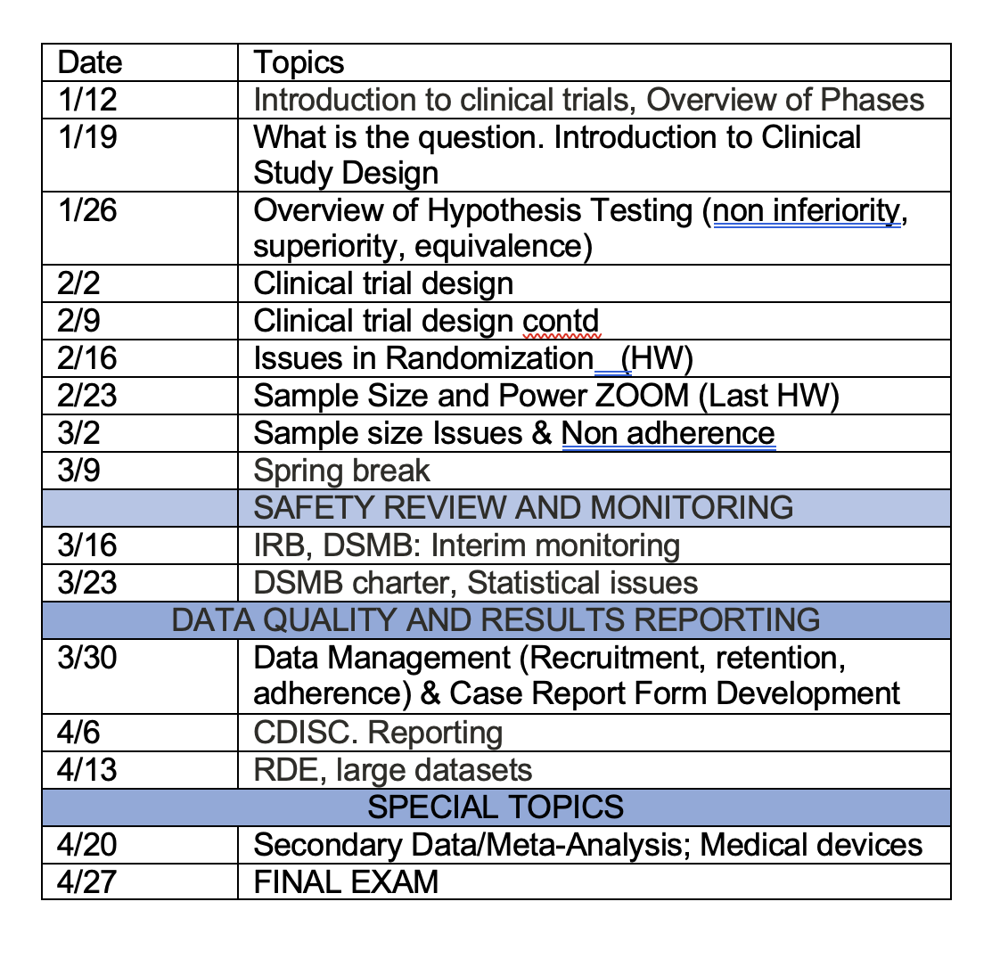 Date Topics
1/12 Introduction to clinical trials, Overview of Phases
1/19 What is the question. Introduction to Clinical
Study Design
1/26 Overview of Hypothesis Testing (non inferiority,
superiority, equivalence)
2/2 Clinical trial design
2/9 Clinical trial design contd
2/16 Issues in Randomization   (HW)
2/23 Sample Size and Power ZOOM (Last HW)
3/2 Sample size Issues & Non adherence
3/9 Spring break
SAFETY REVIEW AND MONITORING
3/16 IRB, DSMB: Interim monitoring
3/23 DSMB charter, Statistical issues
DATA QUALITY AND RESULTS REPORTING
3/30 Data Management (Recruitment, retention,
adherence) & Case Report Form Development
4/6 CDISC. Reporting
4/13 RDE, large datasets
SPECIAL TOPICS
4/20 Secondary Data/Meta-Analysis; Medical devices
4/27 FINAL EXAM